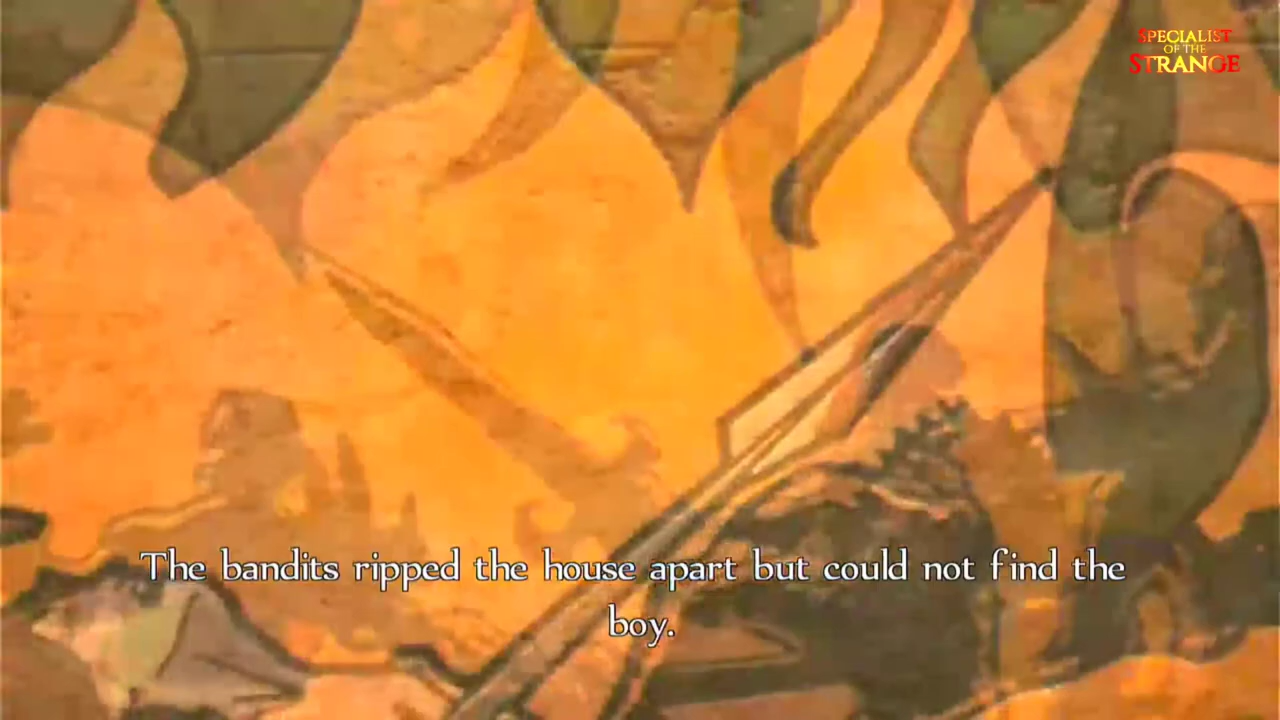 SPECIALIST
OF THE
STRANGE
The bandits ripped the house apart but could not find the
boy.